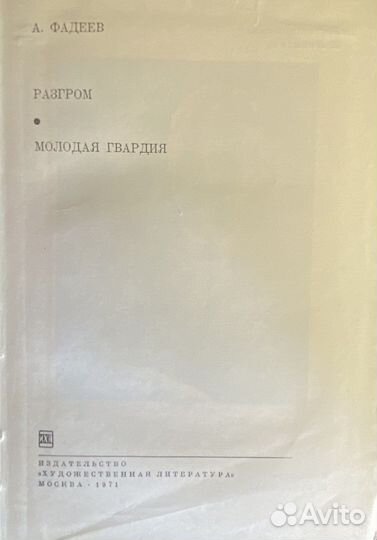 А. ФАДЕЕВ
РАЗГРОМ
•
МОЛОДАЯ ГВАРДИЯ
ИЗДАТЕЛЬСТВО
«ХУДОЖЕСТВЕННАЯ ЛИТЕРАТУРА»
МОСКВА · 1971
Avito